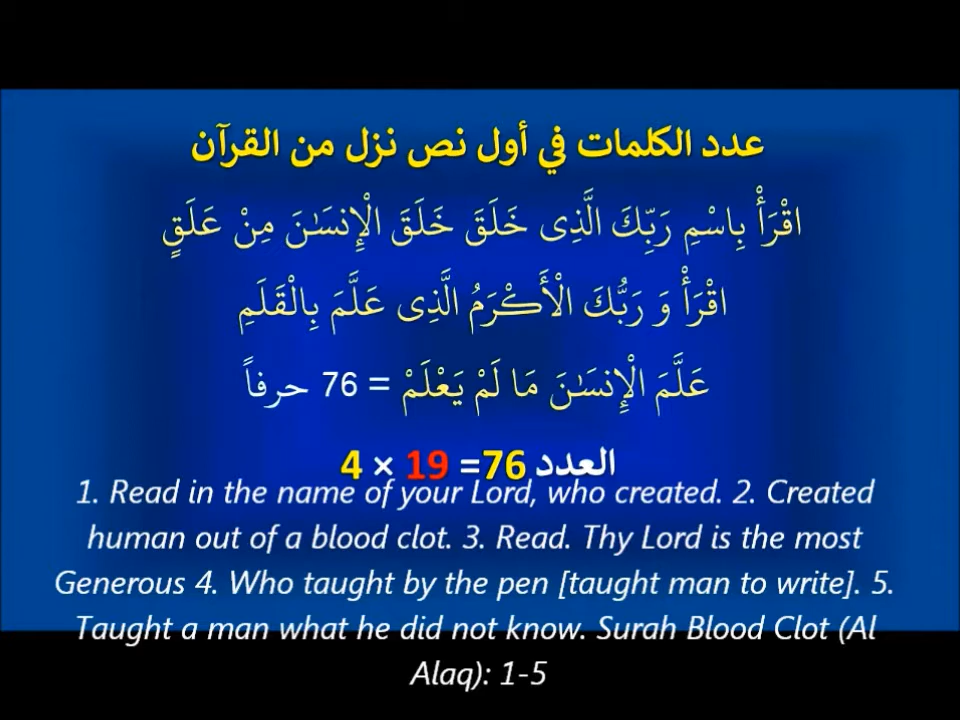 عدد الكلمات في أول نص نزل من القرآن
اقْرَأْ بِاسْمِ رَبِّكَ الَّذِى خَلَقَ خَلَقَ الْإِنسَـٰنَ مِنْ عَلَقٍ
اقْرَأْ وَ رَبُّكَ الْأَكْرَمُ الَّذِى عَلَّمَ بِالْقَلَمِ
عَلَّمَ الْإِنسَـٰنَ مَا لَمْ يَعْلَمْ = 76 حرفاً
العدد 76= 19 × 4
1. Read in the name of your Lord, who created. 2. Created
human out of a blood clot. 3. Read. Thy Lord is the most
Generous 4. Who taught by the pen [taught man to write]. 5.
Taught a man what he did not know. Surah Blood Clot (Al
Alaq): 1-5